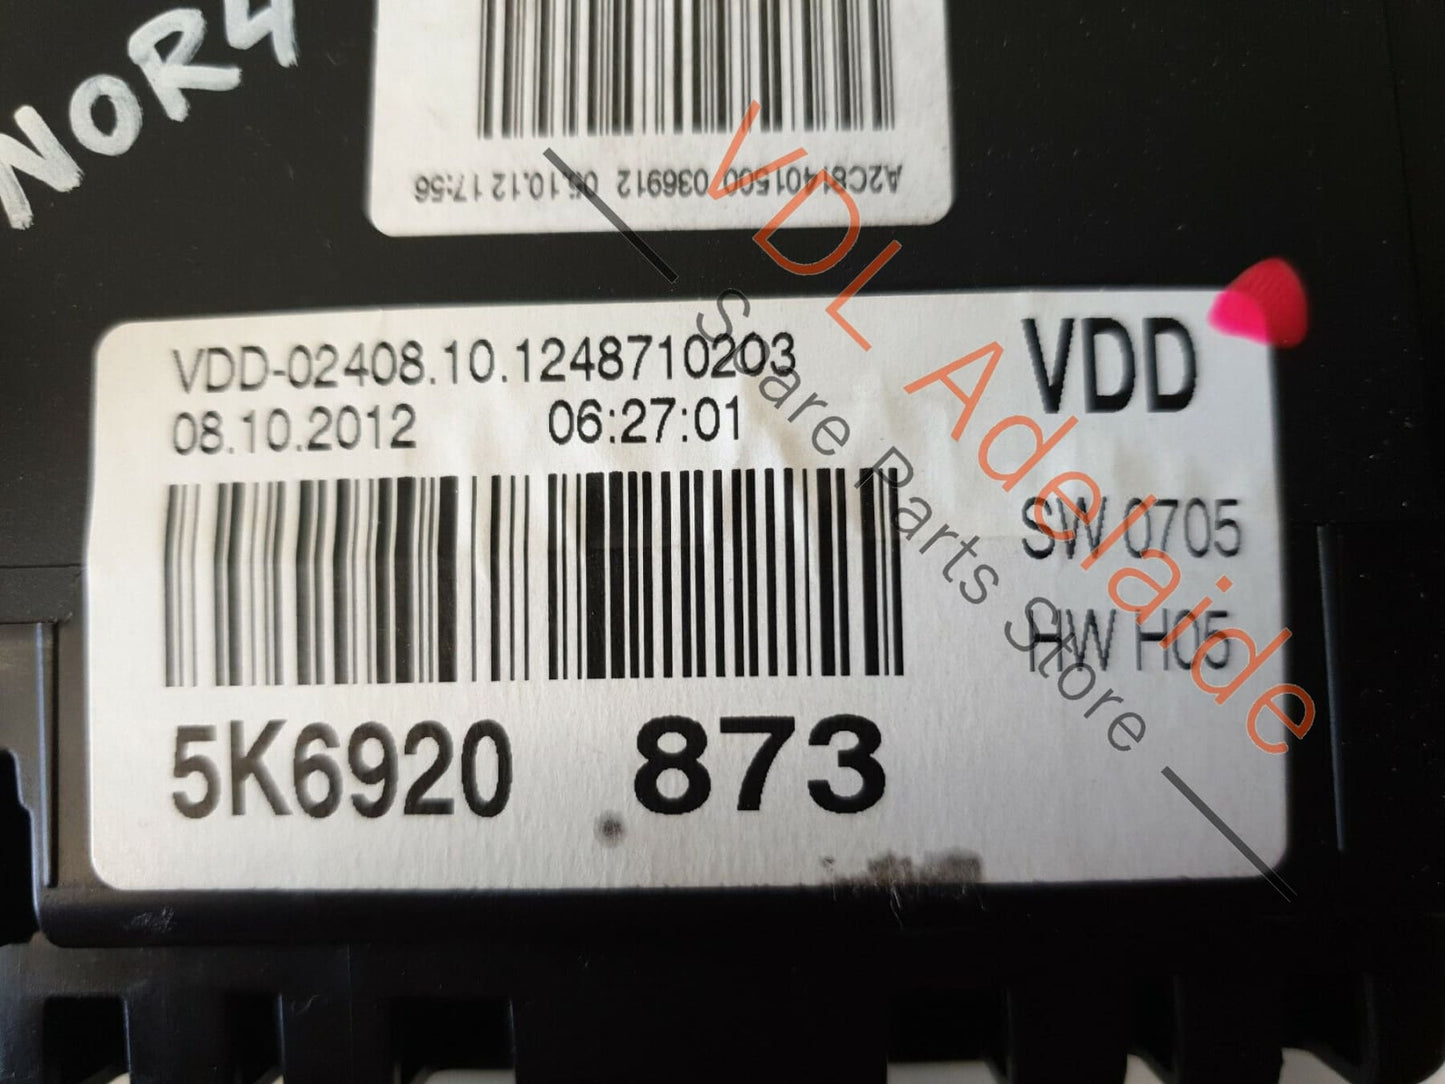 NOR4
A2C81401500 036912 05.10.12 17:56
VDD-02408.10.1248710203
08.10.2012 06:27:01
VDD
SW 0705
HW H05
5K6920 873
VDL Adelaide
Spare Parts Store